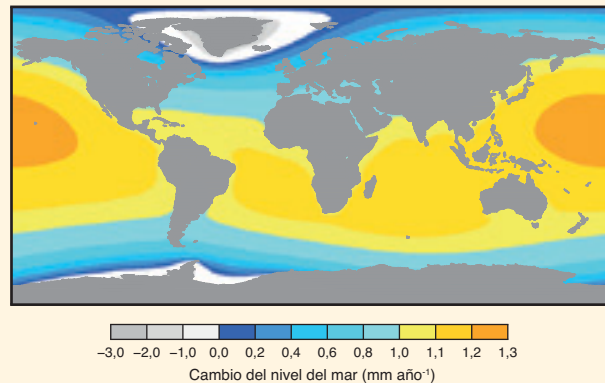 –3,0 –2,0 –1,0 0,0 0,2 0,4 0,6 0,8 1,0 1,1 1,2 1,3
Cambio del nivel del mar (mm año-1)